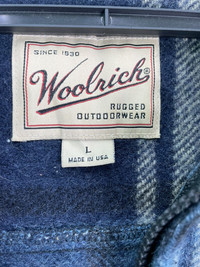 SINCE 1830
Woolrich®
RUGGED
OUTDOORWEAR
L
MADE IN USA